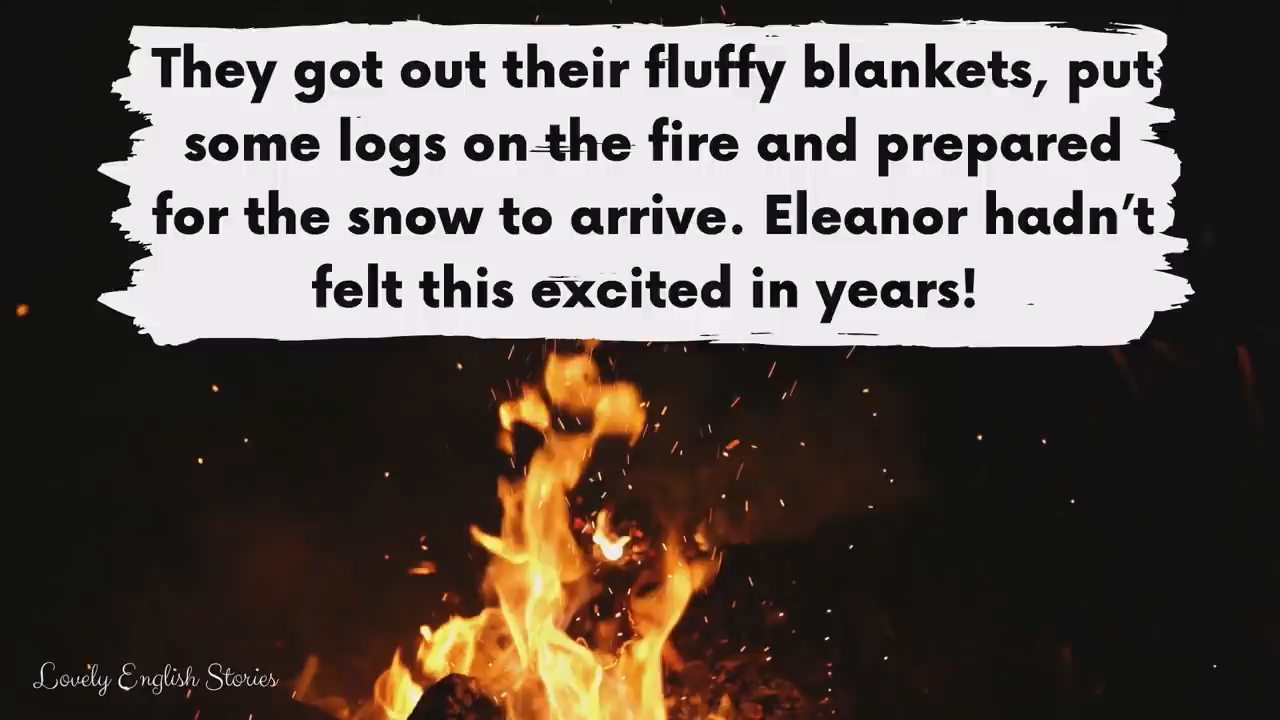 They got out their fluffy blankets, put
some logs on the fire and prepared
for the snow to arrive. Eleanor hadn’t
felt this excited in years!
Lovely English Stories